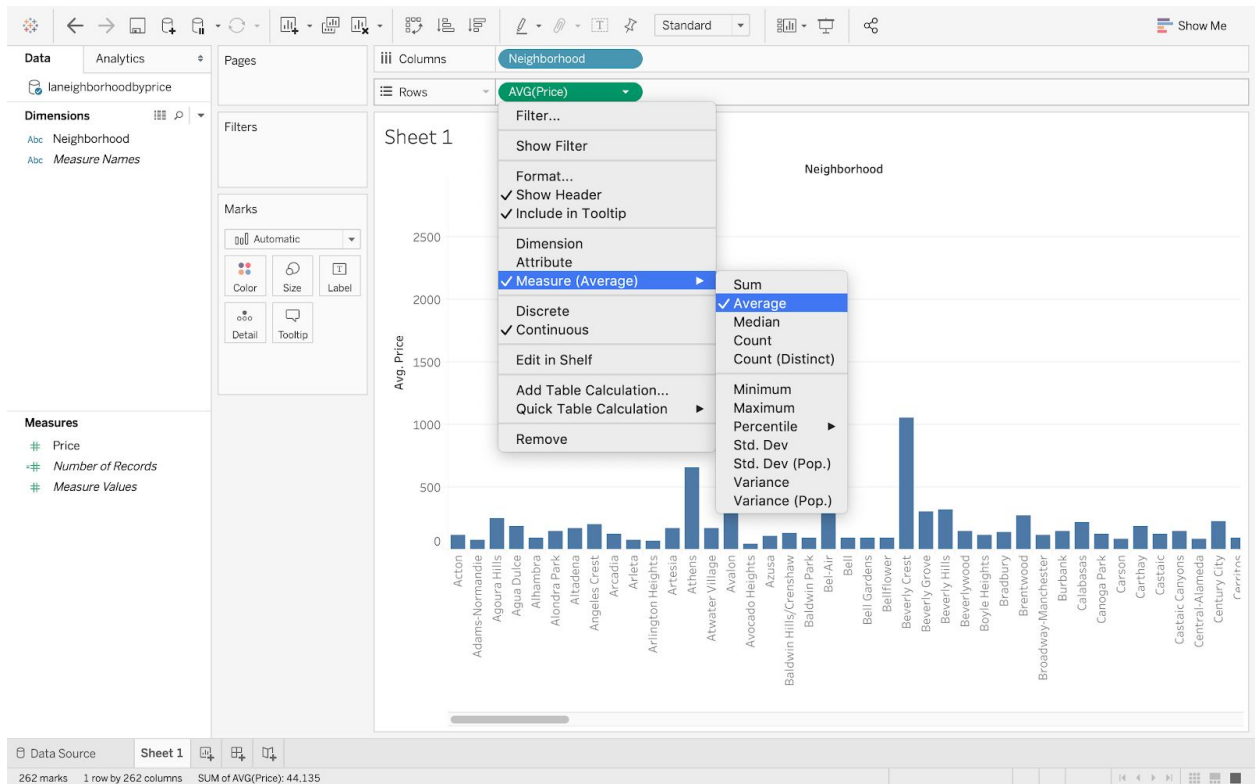 Standard
Show Me
Data
Analytics
Pages
Columns
Neighborhood
laneighborhoodbyprice
Rows
AVG(Price)
Dimensions
Abc Neighborhood
Abc Measure Names
Filters
Sheet 1
Neighborhood
Filter...
Show Filter
Format...
Show Header
Include in Tooltip
Dimension
Attribute
Measure (Average)
Discrete
Continuous
Edit in Shelf
Add Table Calculation...
Quick Table Calculation
Remove
Sum
Average
Median
Count
Count (Distinct)
Minimum
Maximum
Percentile
Std. Dev
Std. Dev (Pop.)
Variance
Variance (Pop.)
Marks
Automatic
Color
Size
T
Label
Detail
Tooltip
Measures
Price
Number of Records
Measure Values
Avg. Price
2500
2000
1500
1000
500
0
Acton
Adams-Normandie
Agoura Hills
Agua Dulce
Alhambra
Alondra Park
Altadena
Angeles Crest
Arcadia
Arleta
Arlington Heights
Artesia
Athens
Atwater Village
Avalon
Avocado Heights
Azusa
Baldwin Hills/Crenshaw
Baldwin Park
Bel-Air
Bell
Bell Gardens
Bellflower
Beverly Crest
Beverly Grove
Beverly Hills
Beverlywood
Boyle Heights
Bradbury
Brentwood
Broadway-Manchester
Burbank
Calabasas
Canoga Park
Carson
Carthay
Castaic
Castaic Canyons
Central-Alameda
Century City
Cerritos
Data Source
Sheet 1
262 marks
1 row by 262 columns
SUM of AVG(Price): 44,135